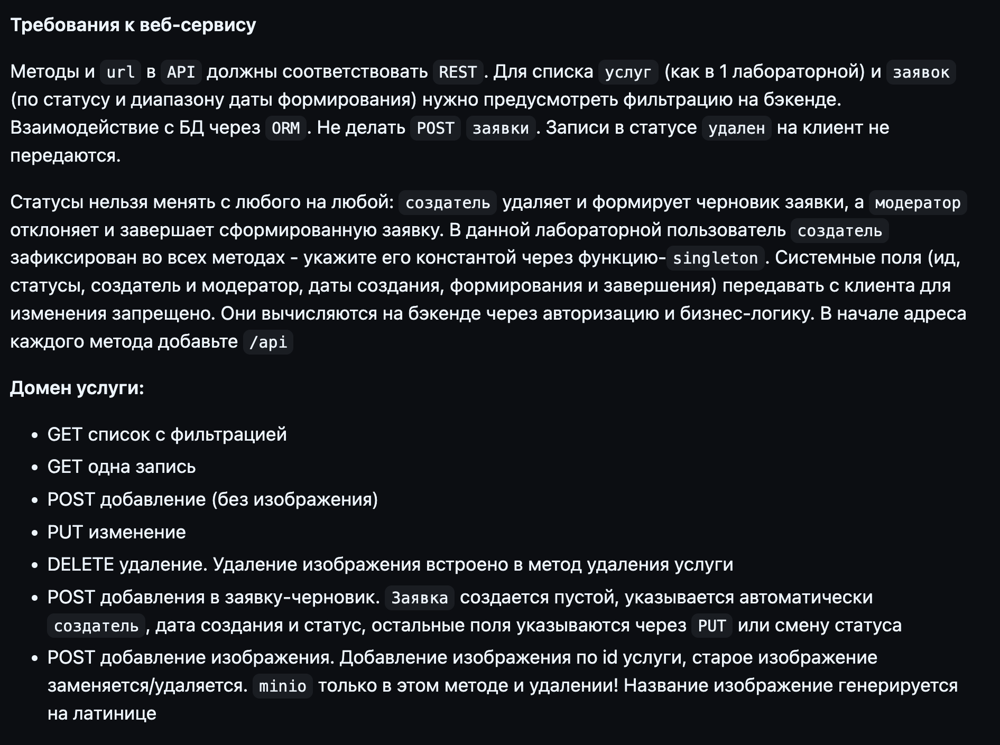 Требования к веб-сервису
Методы и url в API должны соответствовать REST. Для списка услуг (как в 1 лабораторной) и заявок
(по статусу и диапазону даты формирования) нужно предусмотреть фильтрацию на бэкенде.
Взаимодействие с БД через ORM. Не делать POST заявки. Записи в статусе удален на клиент не
передаются.
Статусы нельзя менять с любого на любой: создатель удаляет и формирует черновик заявки, а модератор
отклоняет и завершает сформированную заявку. В данной лабораторной пользователь создатель
зафиксирован во всех методах - укажите его константой через функцию-singleton. Системные поля (ид,
статусы, создатель и модератор, даты создания, формирования и завершения) передавать с клиента для
изменения запрещено. Они вычисляются на бэкенде через авторизацию и бизнес-логику. В начале адреса
каждого метода добавьте /api
Домен услуги:
• GET список с фильтрацией
• GET одна запись
• POST добавление (без изображения)
• PUT изменение
• DELETE удаление. Удаление изображения встроено в метод удаления услуги
• POST добавления в заявку-черновик. Заявка создается пустой, указывается автоматически
создатель, дата создания и статус, остальные поля указываются через PUT или смену статуса
• POST добавление изображения. Добавление изображения по id услуги, старое изображение
заменяется/удаляется. minio только в этом методе и удалении! Название изображение генерируется
на латинице